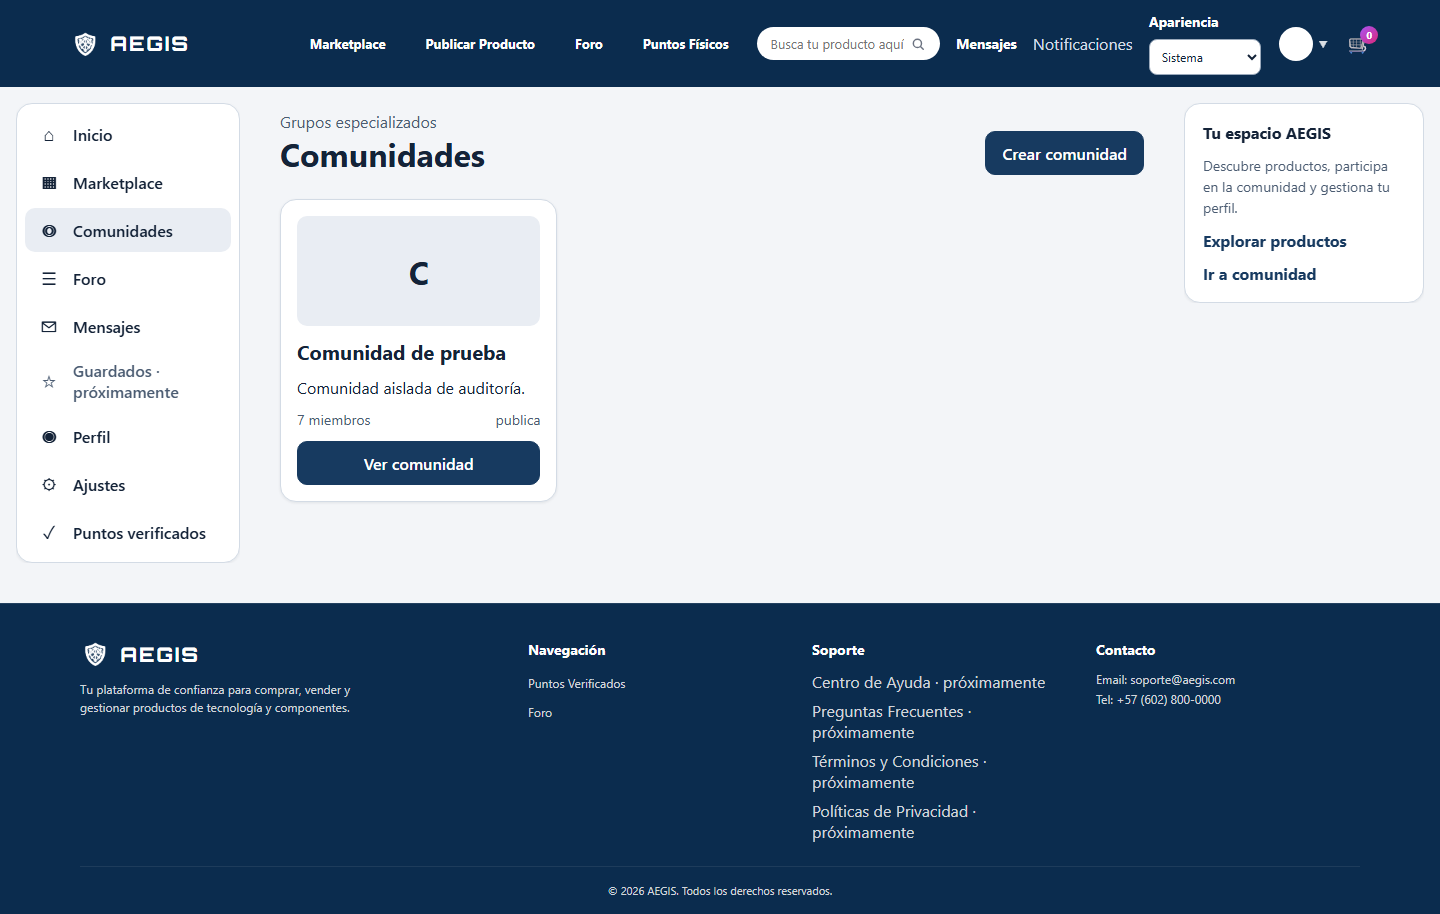 AEGIS
Marketplace
Publicar Producto
Foro
Puntos Físicos
Busca tu producto aquí
Mensajes
Notificaciones
Apariencia
Sistema
0
Inicio
Marketplace
Comunidades
Foro
Mensajes
Guardados ·
próximamente
Perfil
Ajustes
Puntos verificados
Grupos especializados
Comunidades
Crear comunidad
C
Comunidad de prueba
Comunidad aislada de auditoría.
7 miembros
publica
Ver comunidad
Tu espacio AEGIS
Descubre productos, participa
en la comunidad y gestiona tu
perfil.
Explorar productos
Ir a comunidad
AEGIS
Tu plataforma de confianza para comprar, vender y
gestionar productos de tecnología y componentes.
Navegación
Puntos Verificados
Foro
Soporte
Centro de Ayuda · próximamente
Preguntas Frecuentes ·
próximamente
Términos y Condiciones ·
próximamente
Políticas de Privacidad ·
próximamente
Contacto
Email: soporte@aegis.com
Tel: +57 (602) 800-0000
© 2026 AEGIS. Todos los derechos reservados.